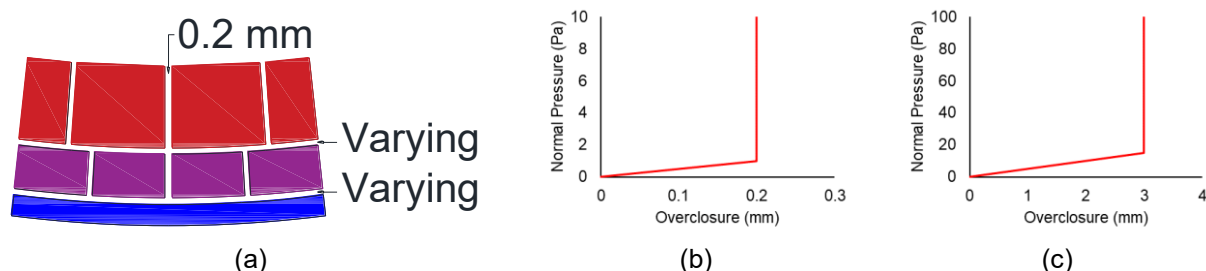 0.2 mm
Varying
Varying
(a)
Normal Pressure (Pa)
10
8
6
4
2
0
0
0.1
0.2
0.3
Overclosure (mm)
(b)
Normal Pressure (Pa)
100
80
60
40
20
0
0
1
2
3
4
Overclosure (mm)
(c)